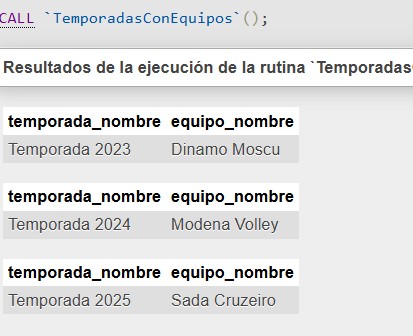 CALL `TemporadasConEquipos`();
Resultados de la ejecución de la rutina `Temporadas
temporada_nombre equipo_nombre
Temporada 2023 Dinamo Moscu
temporada_nombre equipo_nombre
Temporada 2024 Modena Volley
temporada_nombre equipo_nombre
Temporada 2025 Sada Cruzeiro